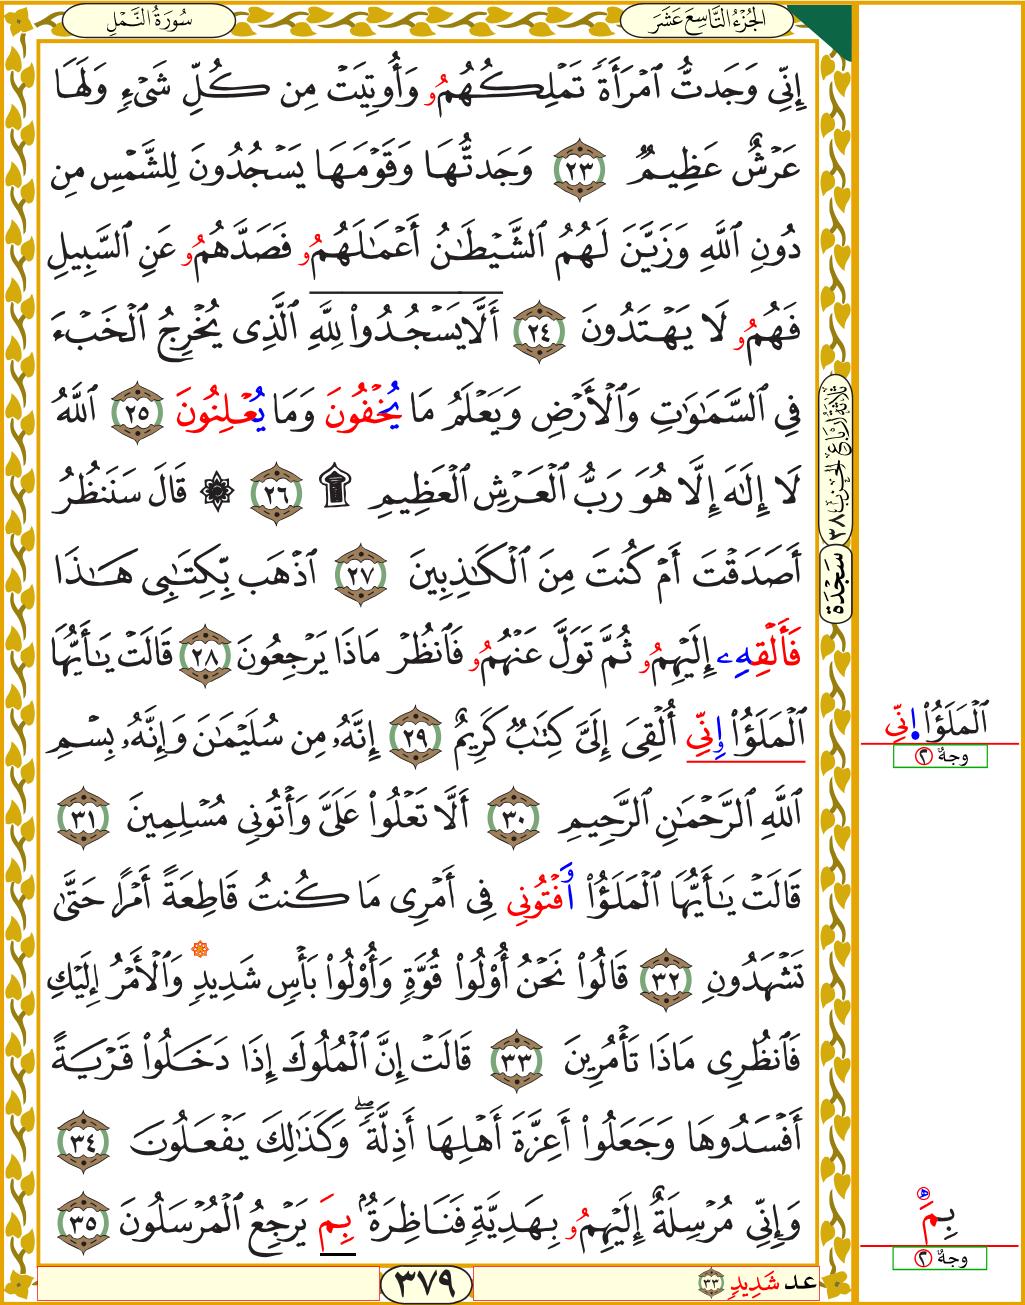 الجُزْءُ التَّاسِعَ عَشَرَ
سُورَةُ النَّمْلِ
إِنِّي وَجَدتُّ ٱمْرَأَةً تَمْلِكُهُمُۥ وَأُوتِيَتْ مِن كُلِّ شَيْءٍ وَلَهَا
عَرْشٌ عَظِيمٌ ٢٣ وَجَدتُّهَا وَقَوْمَهَا يَسْجُدُونَ لِلشَّمْسِ مِن
دُونِ ٱللَّهِ وَزَيَّنَ لَهُمُ ٱلشَّيْطَٰنُ أَعْمَٰلَهُمُۥ فَصَدَّهُمُۥ عَنِ ٱلسَّبِيلِ
فَهُمُۥ لَا يَهْتَدُونَ ٢٤ أَلَّا يَسْجُدُوا۟ لِلَّهِ ٱلَّذِى يُخْرِجُ ٱلْخَبْءَ
فِي ٱلسَّمَٰوَٰتِ وَٱلْأَرْضِ وَيَعْلَمُ مَا يُخْفُونَ وَمَا يُعْلِنُونَ ٢٥ ٱللَّهُ
لَا إِلَٰهَ إِلَّا هُوَ رَبُّ ٱلْعَرْشِ ٱلْعَظِيمِ ۩ ٢٦ ۞ قَالَ سَنَنظُرُ
أَصَدَقْتَ أَمْ كُنتَ مِنَ ٱلْكَٰذِبِينَ ٢٧ ٱذْهَب بِّكِتَٰبِى هَٰذَا
فَأَلْقِهِۦ إِلَيْهِمُۥ ثُمَّ تَوَلَّ عَنْهُمُۥ فَٱنظُرْ مَاذَا يَرْجِعُونَ ٢٨ قَالَتْ يَٰأَيُّهَا
ٱلْمَلَؤُا۟ إِنِّي أُلْقِىَ إِلَىَّ كِتَٰبٌ كَرِيمٌ ٢٩ إِنَّهُۥ مِن سُلَيْمَٰنَ وَإِنَّهُۥ بِسْمِ
ٱللَّهِ ٱلرَّحْمَٰنِ ٱلرَّحِيمِ ٣٠ أَلَّا تَعْلُوا۟ عَلَىَّ وَأْتُونِي مُسْلِمِينَ ٣١
قَالَتْ يَٰأَيُّهَا ٱلْمَلَؤُا۟ وَفْتُونِي فِي أَمْرِى مَا كُنتُ قَاطِعَةً أَمْرًا حَتَّىٰ
تَشْهَدُونِ ٣٢ قَالُوا۟ نَحْنُ أُو۟لُوا۟ قُوَّةٍ وَأُو۟لُوا۟ بَأْسٍ شَدِيدٍ وَٱلْأَمْرُ إِلَيْكِ
فَٱنظُرِى مَاذَا تَأْمُرِينَ ٣٣ قَالَتْ إِنَّ ٱلْمُلُوكَ إِذَا دَخَلُوا۟ قَرْيَةً
أَفْسَدُوهَا وَجَعَلُوا۟ أَعِزَّةَ أَهْلِهَا أَذِلَّةً ۖ وَكَذَٰلِكَ يَفْعَلُونَ ٣٤
وَإِنِّي مُرْسِلَةٌ إِلَيْهِمُۥ بِهَدِيَّةٍ فَنَاظِرَةٌۢ بِمَ يَرْجِعُ ٱلْمُرْسَلُونَ ٣٥
ثلاثة أرباع الحزب ٣٨
سَجْدَة
ٱلْمَلَؤُا۟ إِنِّي
وجهٌ ٢
بِمَ ه
وجهٌ ٢
عد شَدِيدٍ ٣٣
٣٧٩